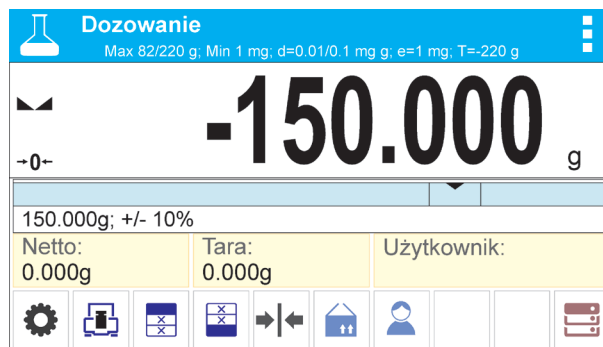 Dozowanie
Max 82/220 g; Min 1 mg; d=0.01/0.1 mg g; e=1 mg; T=-220 g
-150.000 g
→0←
150.000g; +/- 10%
Netto: Tara: Użytkownik:
0.000g 0.000g